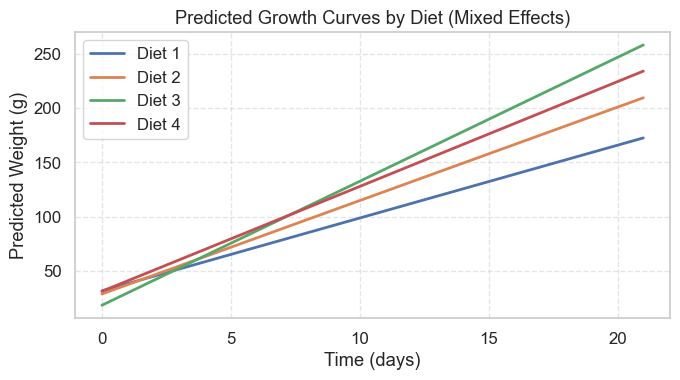 Predicted Growth Curves by Diet (Mixed Effects)
Diet 1
Diet 2
Diet 3
Diet 4
Predicted Weight (g)
250
200
150
100
50
0
5
10
15
20
Time (days)